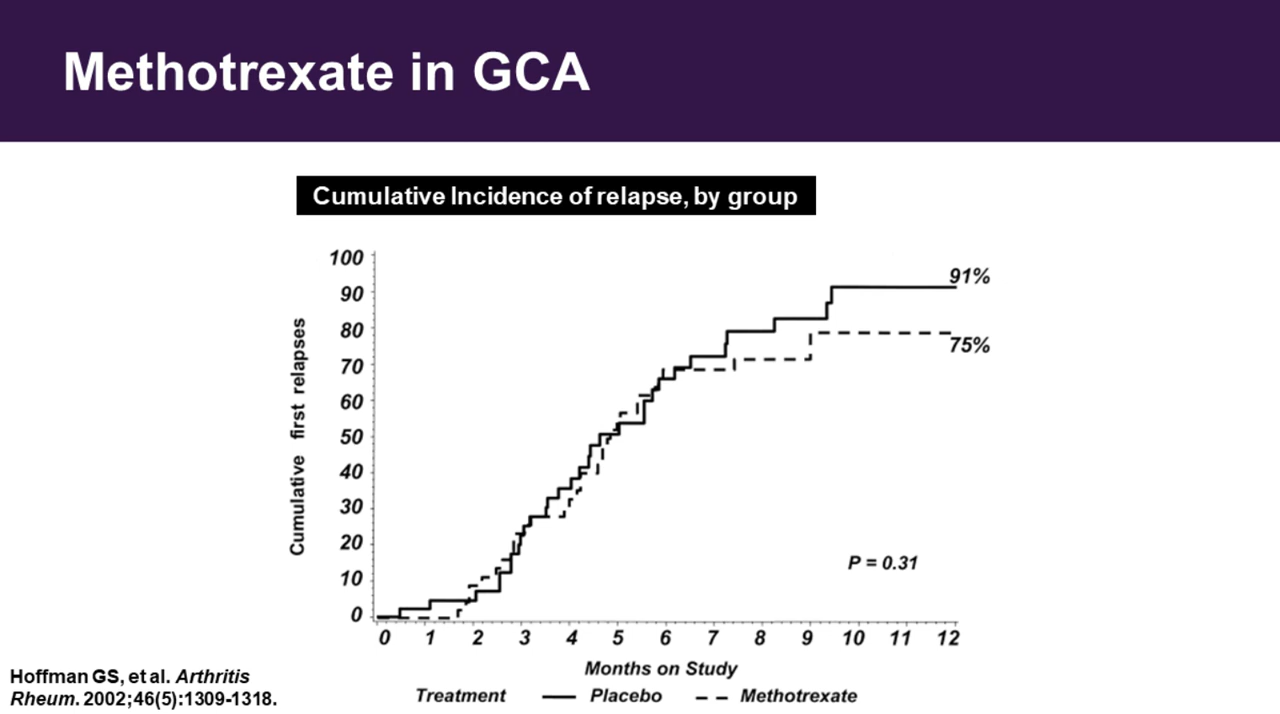 Methotrexate in GCA
Cumulative Incidence of relapse, by group
Cumulative first relapses
100
90
80
70
60
50
40
30
20
10
0
91%
75%
P = 0.31
0 1 2 3 4 5 6 7 8 9 10 11 12
Months on Study
Treatment Placebo Methotrexate
Hoffman GS, et al. Arthritis
Rheum. 2002;46(5):1309-1318.